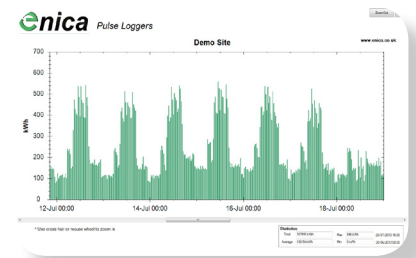 enica Pulse Loggers
Demo Site
www.enica.co.uk
700
600
500
400
300
200
100
0
kWh
12-Jul 00:00
14-Jul 00:00
16-Jul 00:00
18-Jul 00:00
Statistics
Total
Max
Average
Min